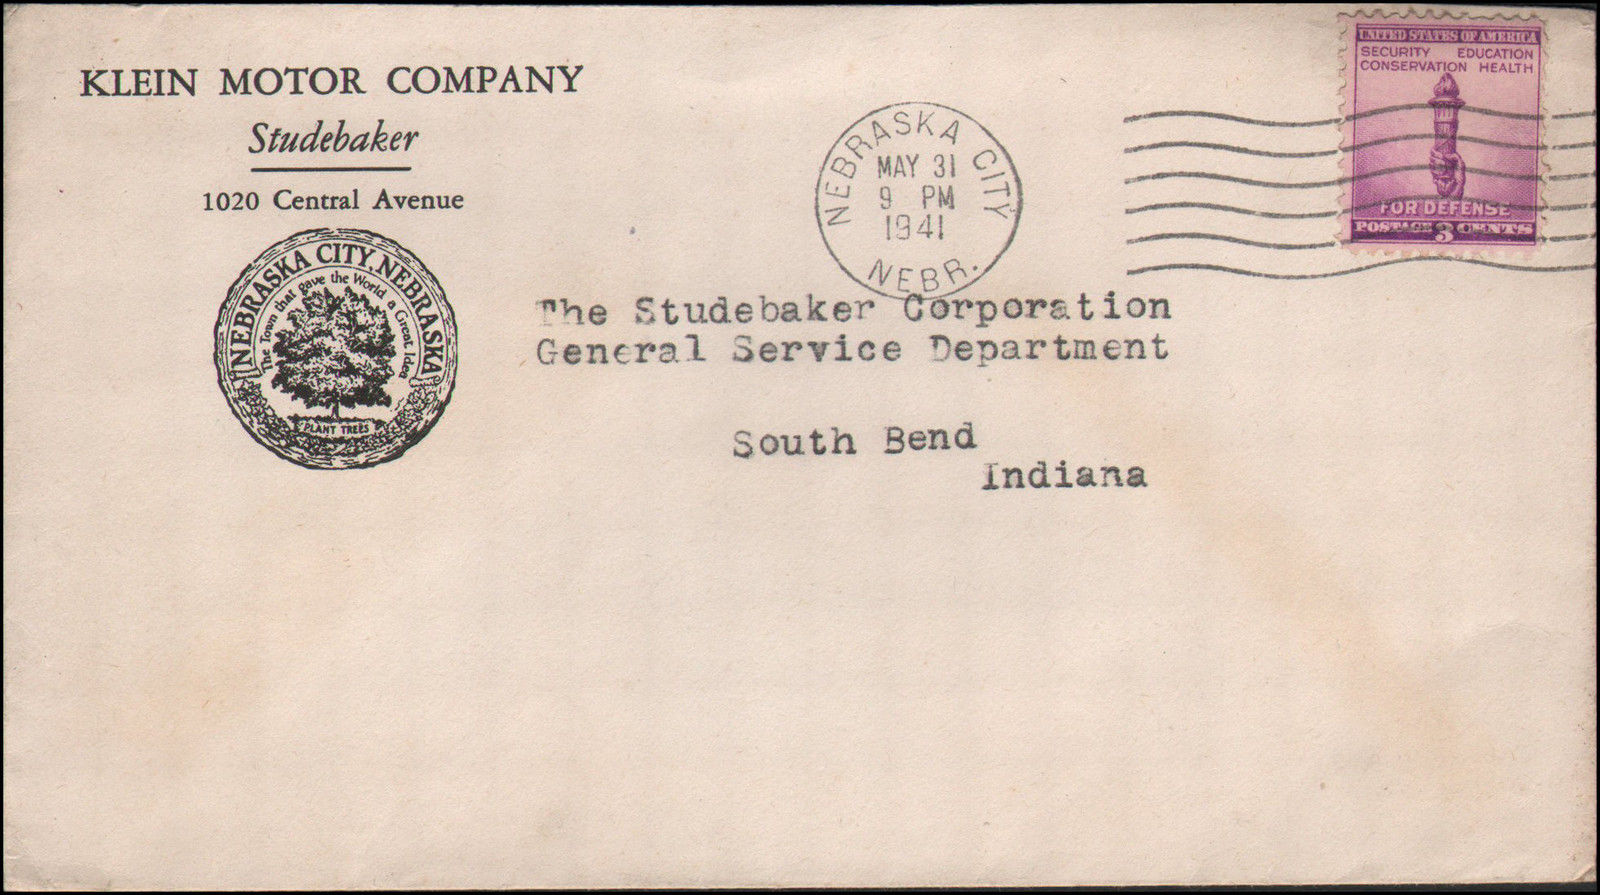 KLEIN MOTOR COMPANY
Studebaker
1020 Central Avenue
NEBRASKA CITY, NEBRASKA
The Town that gave the World a Great Idea
PLANT TREES
NEBRASKA CITY
MAY 31
9 PM
1941
NEBR.
UNITED STATES OF AMERICA
SECURITY EDUCATION
CONSERVATION HEALTH
FOR DEFENSE
POSTAGE 3 CENTS
The Studebaker Corporation
General Service Department
South Bend
Indiana